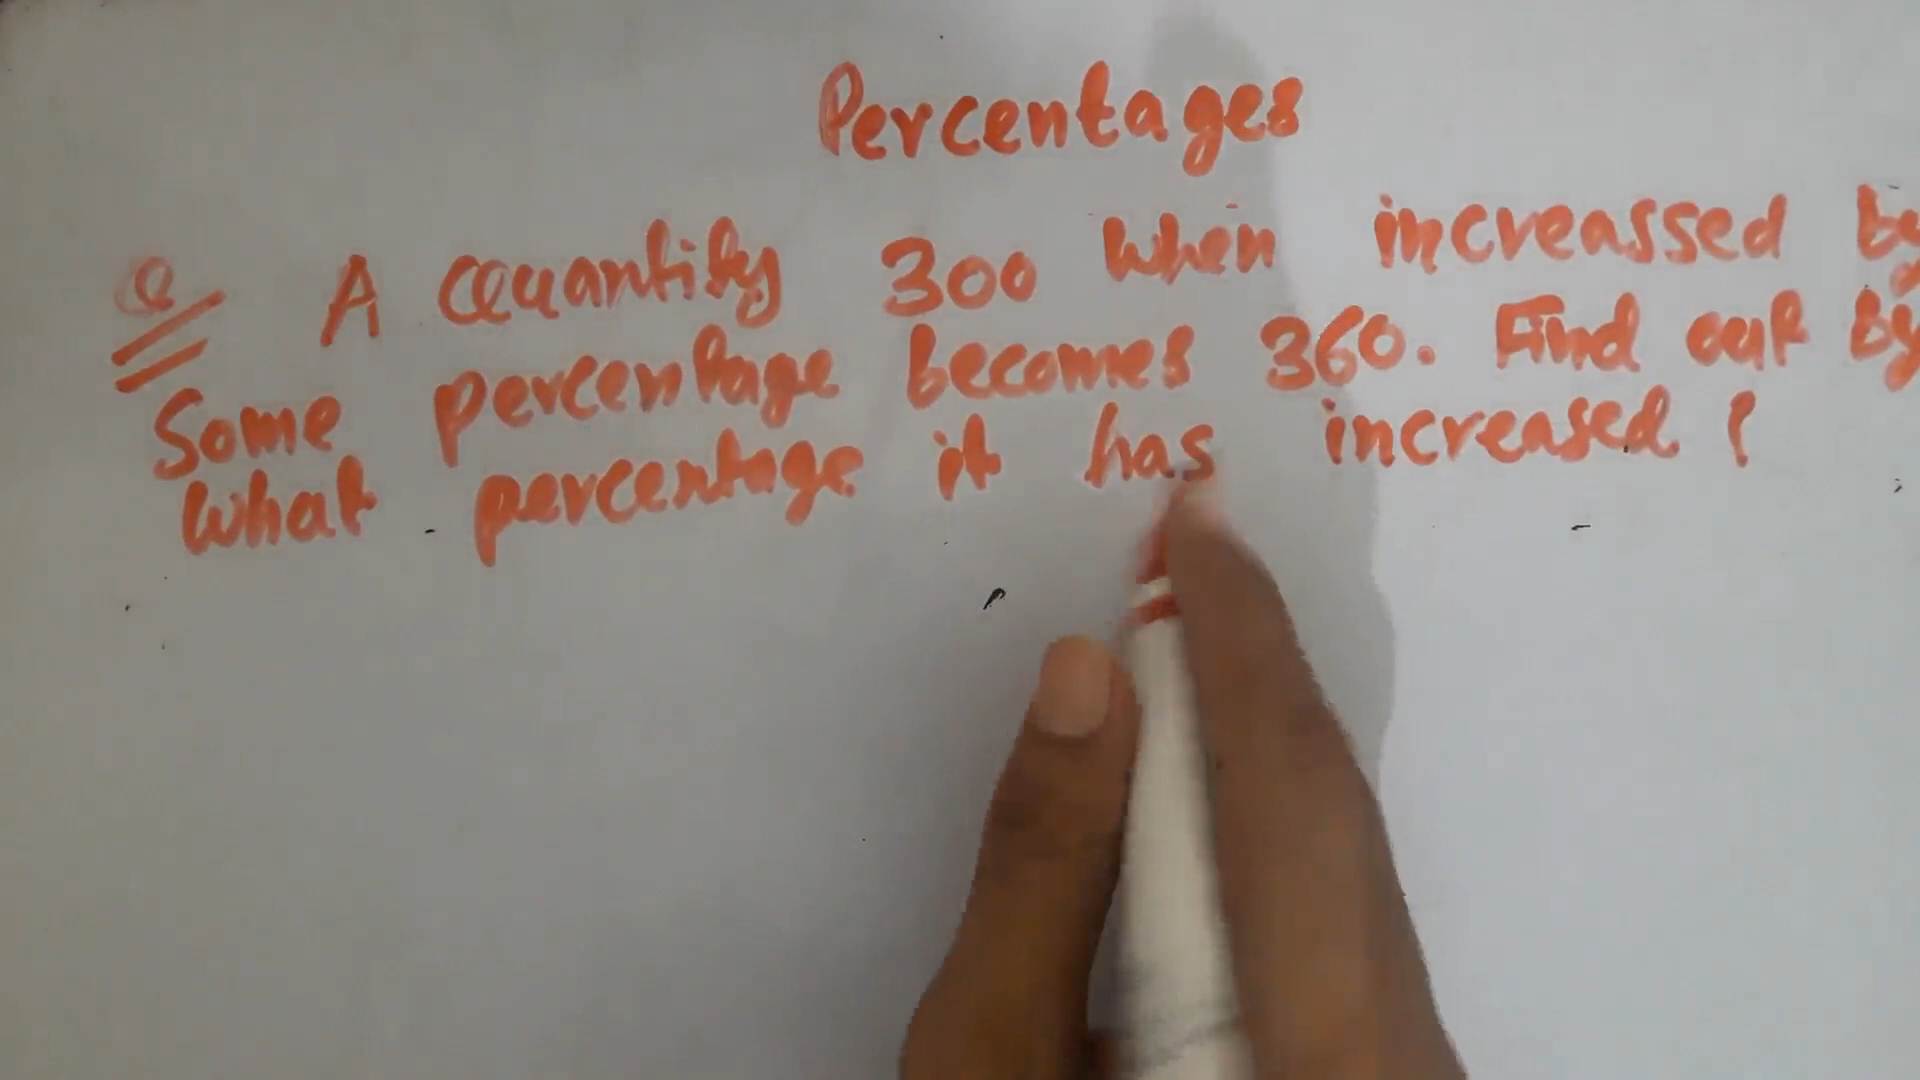 Percentages
Q A Quantity 300 when increassed by
Some percentage becomes 360. Find out by
what percentage it has increased ?